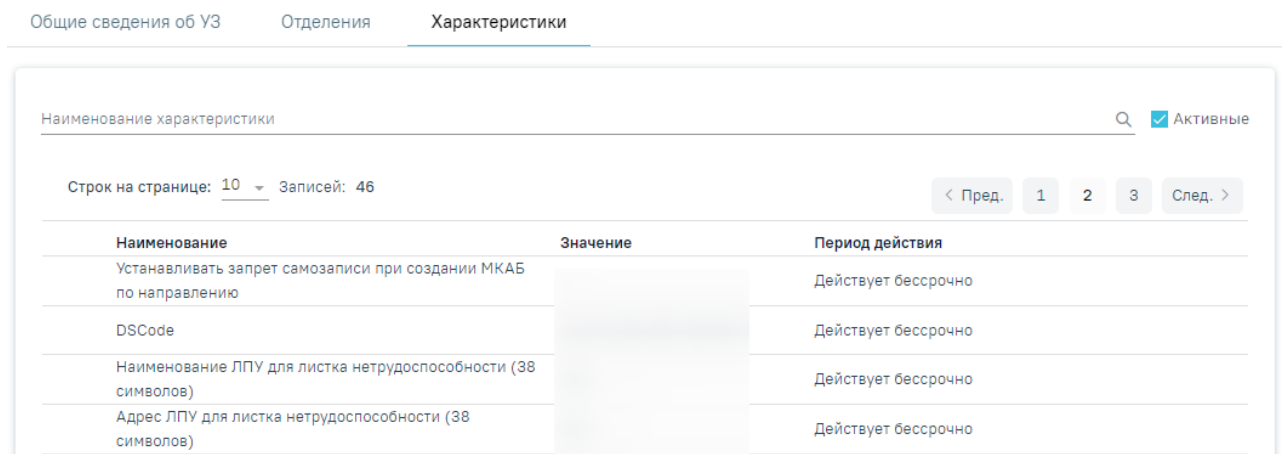 Общие сведения об УЗ Отделения Характеристики
Наименование характеристики Активные
Строк на странице: 10 Записей: 46 < Пред. 1 2 3 След. >
Наименование Значение Период действия
Устанавливать запрет самозаписи при создании МКАБ
по направлению
Действует бессрочно
DSCode Действует бессрочно
Наименование ЛПУ для листка нетрудоспособности (38
символов)
Действует бессрочно
Адрес ЛПУ для листка нетрудоспособности (38
символов)
Действует бессрочно